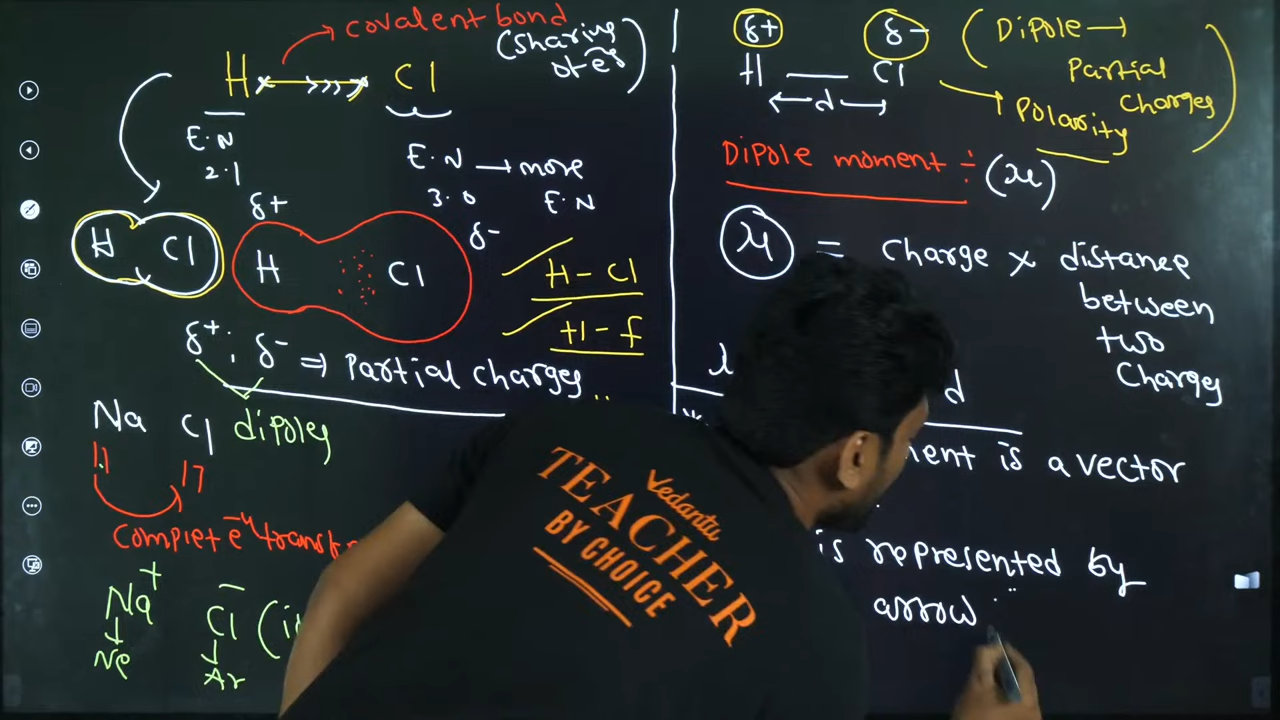 covalent bond
(sharing
of es)
H Cl
E.N
2.1
E.N → more
3.0 E.N
δ+
δ-
H Cl
H Cl
H - Cl
H - f
δ+ ; δ- ⇒ Partial charges..
Na Cl dipoles
11 17
Complet e- transf
Na+ Cl- (i
↓ ↓
Ne Ar
δ+ δ-
H — Cl
← d →
(Dipole →
Partial
Charges)
→ Polarity
Dipole moment ÷ (μ)
μ = charge × distance
between
two
Charges
d
ment is a vector
is represented by
arrow
Vedantu
TEACHER
BY CHOICE